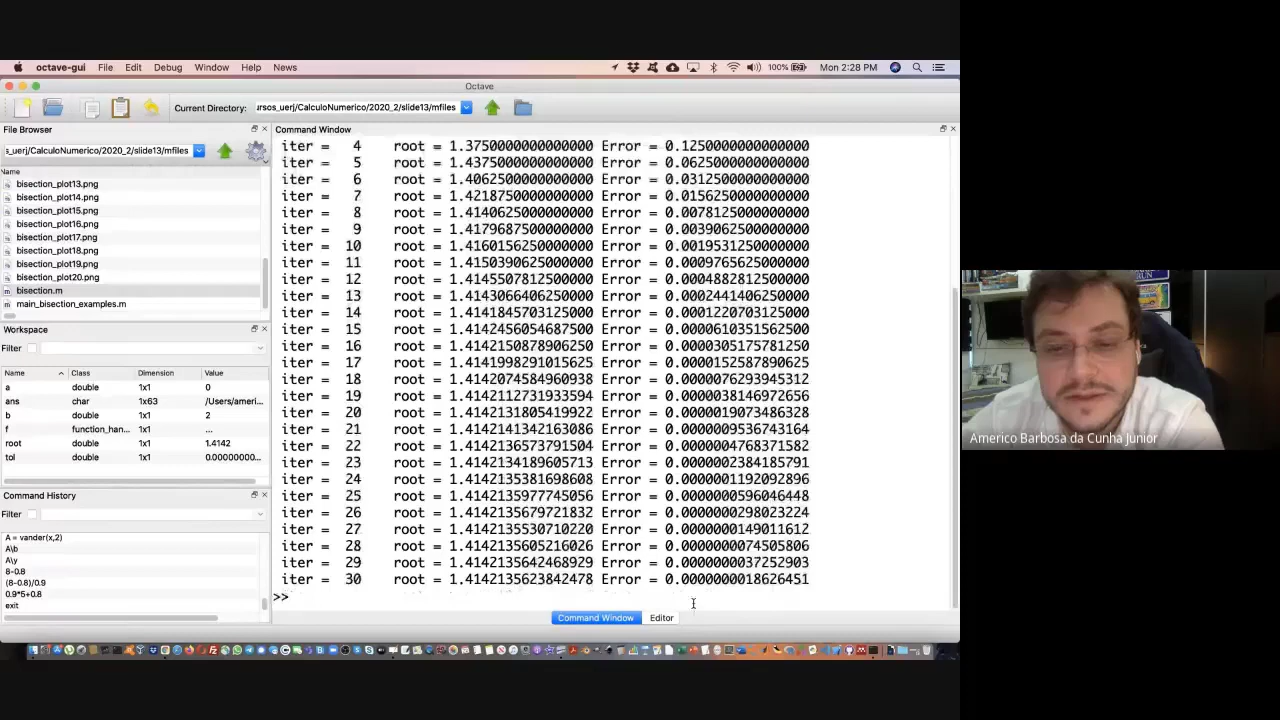 octave-gui File Edit Debug Window Help News 100% Mon 2:28 PM
Octave
Current Directory: ırsos_uerj/CalculoNumerico/2020_2/slide13/mfiles
File Browser
s_uerj/CalculoNumerico/2020_2/slide13/mfiles
Name
bisection_plot13.png
bisection_plot14.png
bisection_plot15.png
bisection_plot16.png
bisection_plot17.png
bisection_plot18.png
bisection_plot19.png
bisection_plot20.png
bisection.m
main_bisection_examples.m
Workspace
Filter
Name Class Dimension Value
a double 1x1 0
ans char 1x63 /Users/ameri...
b double 1x1 2
f function_han... 1x1 ...
root double 1x1 1.4142
tol double 1x1 0.00000000...
Command History
Filter
A = vander(x,2)
A\b
A\y
8-0.8
(8-0.8)/0.9
0.9*5+0.8
exit
Command Window
iter = 4 root = 1.3750000000000000 Error = 0.1250000000000000
iter = 5 root = 1.4375000000000000 Error = 0.0625000000000000
iter = 6 root = 1.4062500000000000 Error = 0.0312500000000000
iter = 7 root = 1.4218750000000000 Error = 0.0156250000000000
iter = 8 root = 1.4140625000000000 Error = 0.0078125000000000
iter = 9 root = 1.4179687500000000 Error = 0.0039062500000000
iter = 10 root = 1.4160156250000000 Error = 0.0019531250000000
iter = 11 root = 1.4150390625000000 Error = 0.0009765625000000
iter = 12 root = 1.4145507812500000 Error = 0.0004882812500000
iter = 13 root = 1.4143066406250000 Error = 0.0002441406250000
iter = 14 root = 1.4141845703125000 Error = 0.0001220703125000
iter = 15 root = 1.4142456054687500 Error = 0.0000610351562500
iter = 16 root = 1.4142150878906250 Error = 0.0000305175781250
iter = 17 root = 1.4141998291015625 Error = 0.0000152587890625
iter = 18 root = 1.4142074584960938 Error = 0.0000076293945312
iter = 19 root = 1.4142112731933594 Error = 0.0000038146972656
iter = 20 root = 1.4142131805419922 Error = 0.0000019073486328
iter = 21 root = 1.4142141342163086 Error = 0.0000009536743164
iter = 22 root = 1.4142136573791504 Error = 0.0000004768371582
iter = 23 root = 1.4142134189605713 Error = 0.0000002384185791
iter = 24 root = 1.4142135381698608 Error = 0.0000001192092896
iter = 25 root = 1.4142135977745056 Error = 0.0000000596046448
iter = 26 root = 1.4142135679721832 Error = 0.0000000298023224
iter = 27 root = 1.4142135530710220 Error = 0.0000000149011612
iter = 28 root = 1.4142135605216026 Error = 0.0000000074505806
iter = 29 root = 1.4142135642468929 Error = 0.0000000037252903
iter = 30 root = 1.4142135623842478 Error = 0.0000000018626451
>>
Command Window Editor
RUN
Americo Barbosa da Cunha Junior